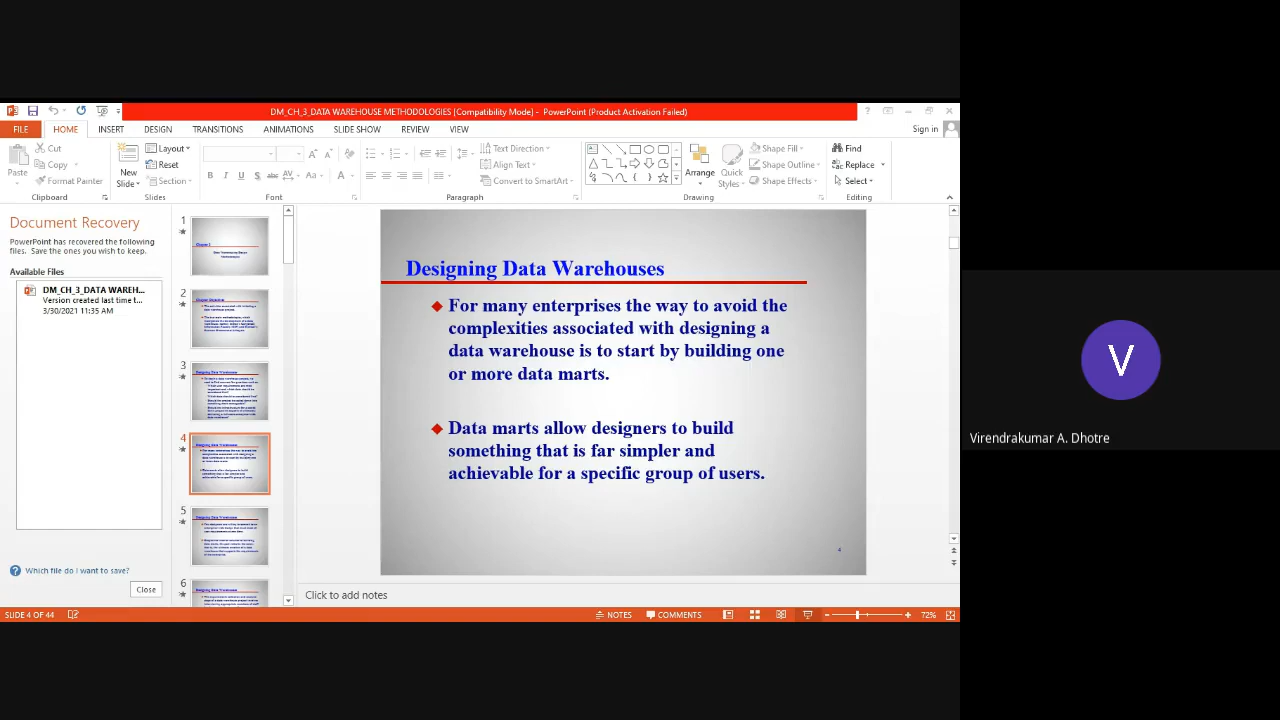 DM_CH_3_DATA WAREHOUSE METHODOLOGIES [Compatibility Mode] - PowerPoint (Product Activation Failed)
FILE HOME INSERT DESIGN TRANSITIONS ANIMATIONS SLIDE SHOW REVIEW VIEW Sign in
Paste
Cut
Copy
Format Painter
Clipboard
New Slide
Layout
Reset
Section
Slides
Font
Text Direction
Align Text
Convert to SmartArt
Paragraph
Arrange
Quick Styles
Shape Fill
Shape Outline
Shape Effects
Drawing
Find
Replace
Select
Editing
Document Recovery
PowerPoint has recovered the following
files. Save the ones you wish to keep.
Available Files
DM_CH_3_DATA WAREH...
Version created last time t...
3/30/2021 11:35 AM
Which file do I want to save?
Close
1
2
3
4
5
6
Designing Data Warehouses
For many enterprises the way to avoid the
complexities associated with designing a
data warehouse is to start by building one
or more data marts.
Data marts allow designers to build
something that is far simpler and
achievable for a specific group of users.
4
Click to add notes
SLIDE 4 OF 44 NOTES COMMENTS 72%
V
Virendrakumar A. Dhotre